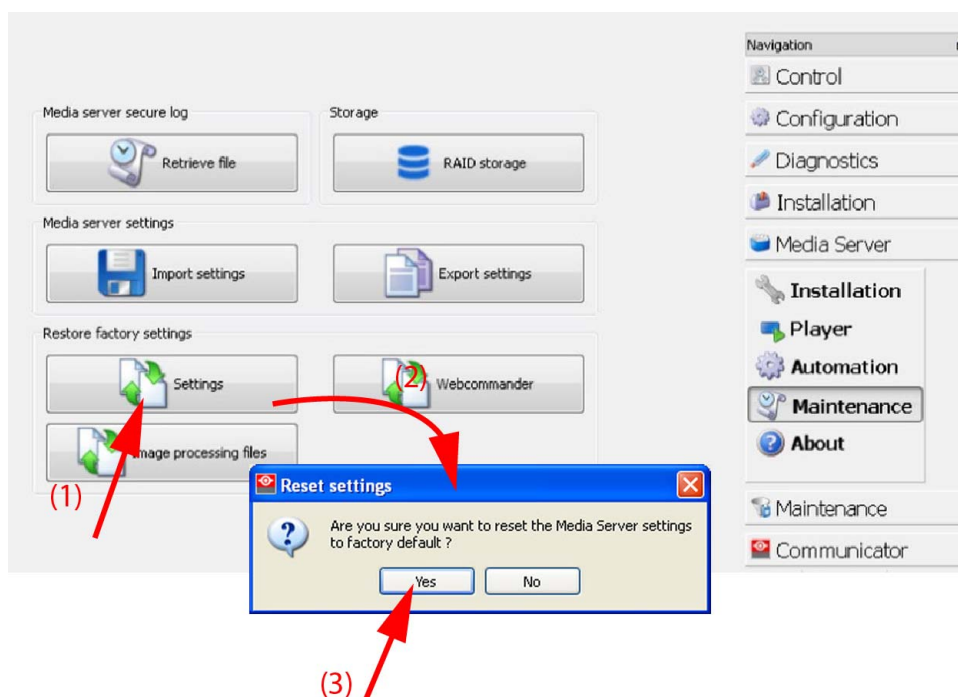 Navigation
Control
Configuration
Diagnostics
Installation
Media Server
Installation
Player
Automation
Maintenance
About
Maintenance
Communicator
Media server secure log
Retrieve file
Storage
RAID storage
Media server settings
Import settings
Export settings
Restore factory settings
Settings
(2)
Webcommander
mage processing files
(1)
Reset settings
Are you sure you want to reset the Media Server settings
to factory default ?
Yes
No
(3)